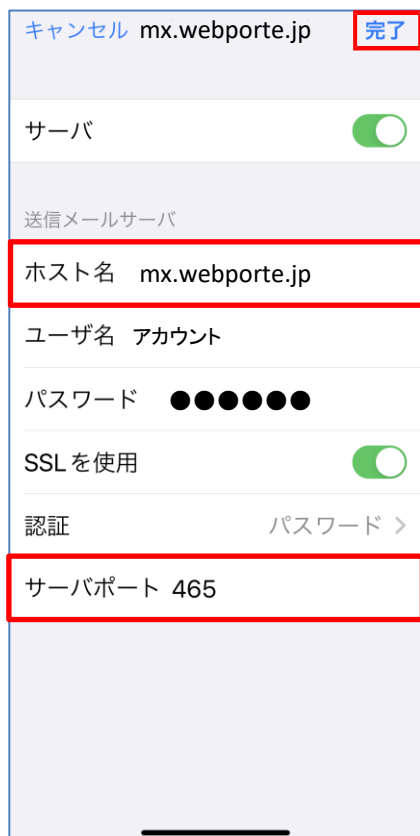 キャンセル mx.webporte.jp 完了
サーバ
送信メールサーバ
ホスト名 mx.webporte.jp
ユーザ名 アカウント
パスワード ●●●●●●
SSLを使用
認証 パスワード >
サーバポート 465